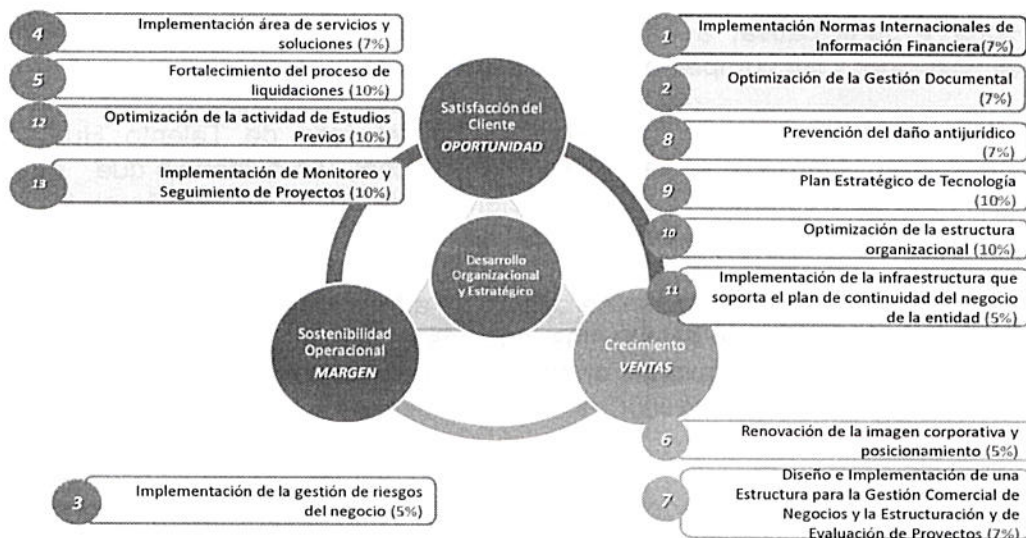 4
Implementación área de servicios y
soluciones (7%)
5
Fortalecimiento del proceso de
liquidaciones (10%)
12
Optimización de la actividad de Estudios
Previos (10%)
13
Implementación de Monitoreo y
Seguimiento de Proyectos (10%)
Satisfacción del
Cliente
OPORTUNIDAD
Desarrollo
Organizacional
y Estratégico
Sostenibilidad
Operacional
MARGEN
Crecimiento
VENTAS
1
Implementación Normas Internacionales de
Información Financiera(7%)
2
Optimización de la Gestión Documental
(7%)
8
Prevención del daño antijurídico
(7%)
9
Plan Estratégico de Tecnología
(10%)
10
Optimización de la estructura
organizacional (10%)
11
Implementación de la infraestructura que
soporta el plan de continuidad del negocio
de la entidad (5%)
6
Renovación de la imagen corporativa y
posicionamiento (5%)
7
Diseño e Implementación de una
Estructura para la Gestión Comercial de
Negocios y la Estructuración y de
Evaluación de Proyectos (7%)
3
Implementación de la gestión de riesgos
del negocio (5%)